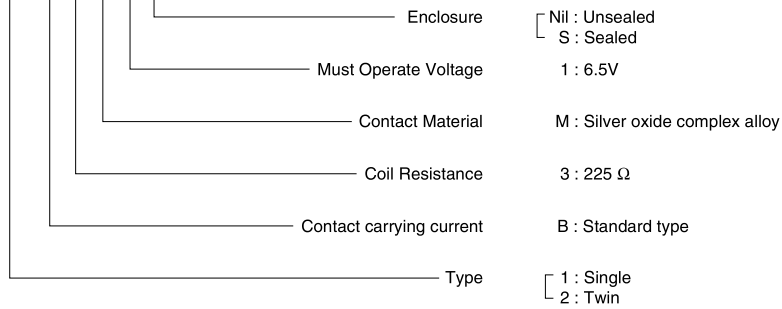 Enclosure Nil : Unsealed
S : Sealed
Must Operate Voltage 1 : 6.5V
Contact Material M : Silver oxide complex alloy
Coil Resistance 3 : 225 Ω
Contact carrying current B : Standard type
Type 1 : Single
2 : Twin